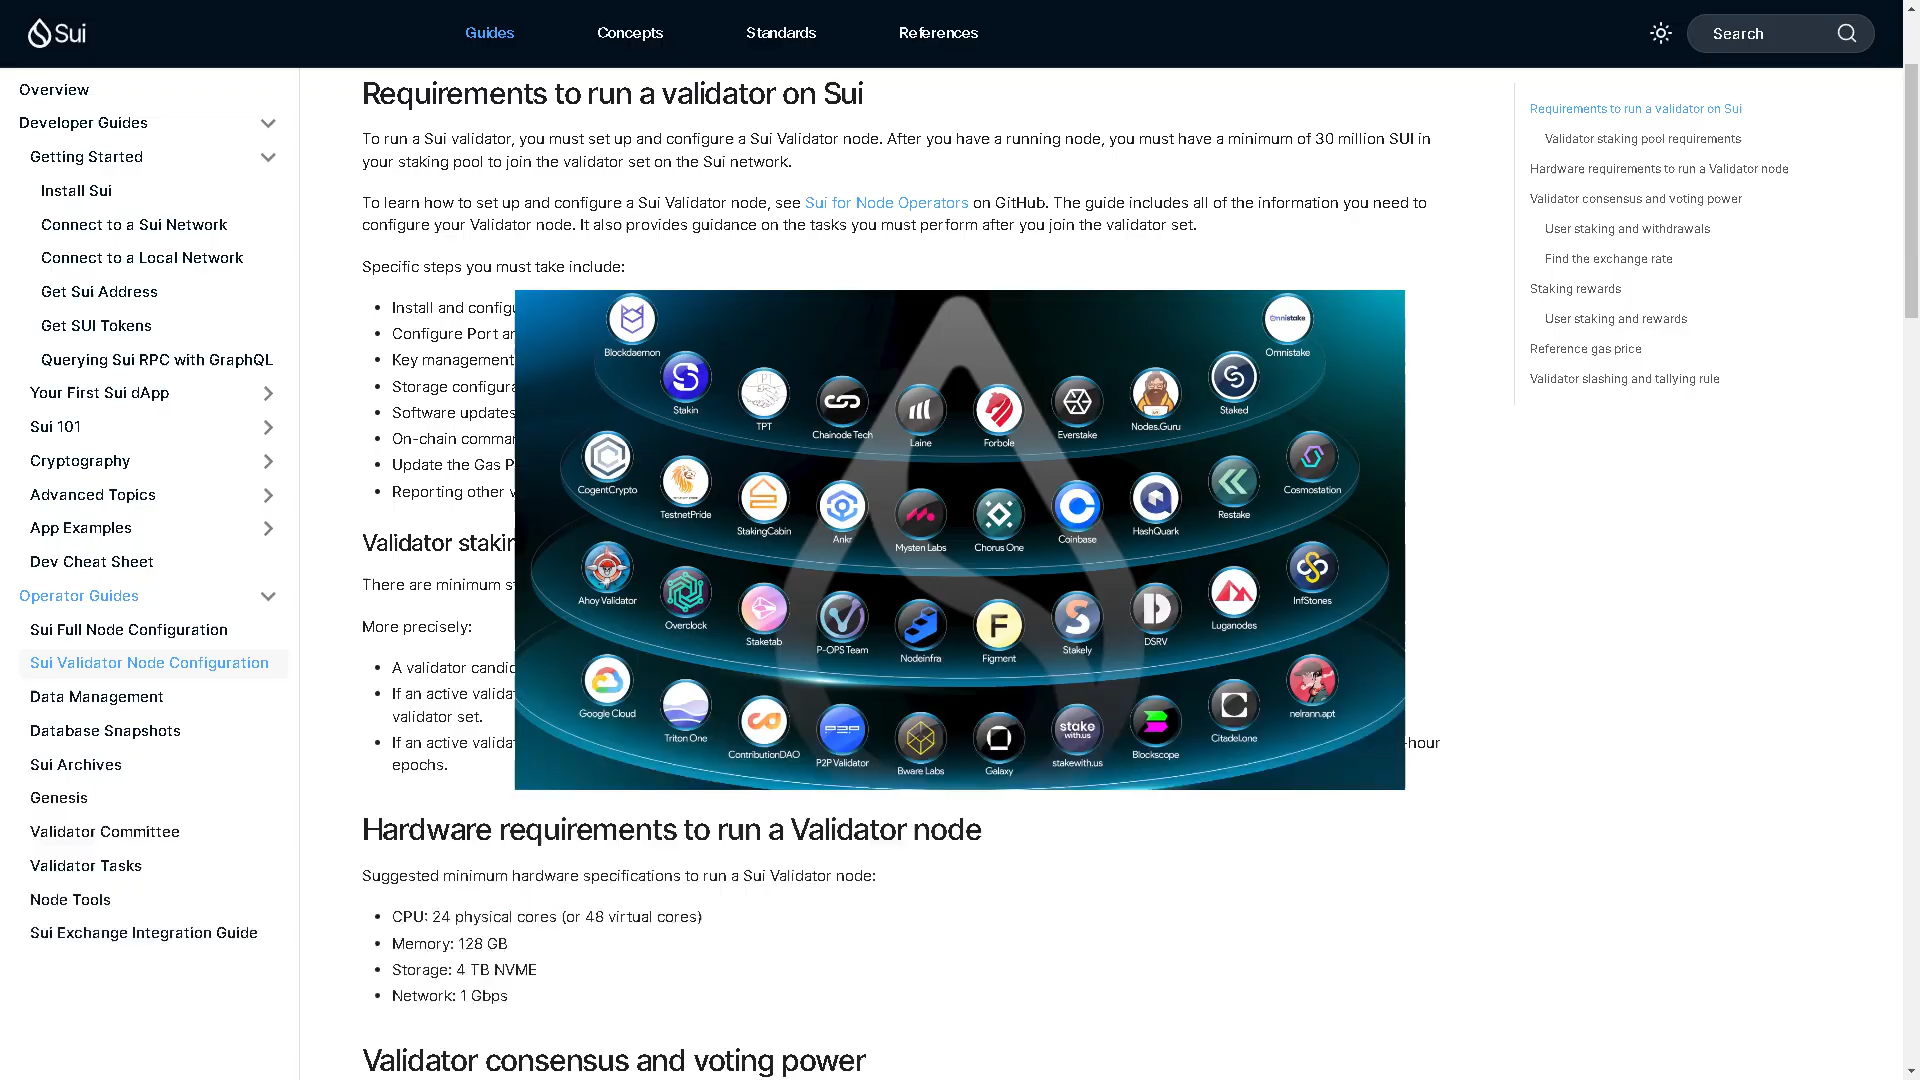 Sui
Guides
Concepts
Standards
References
Search
Overview
Developer Guides
Getting Started
Install Sui
Connect to a Sui Network
Connect to a Local Network
Get Sui Address
Get SUI Tokens
Querying Sui RPC with GraphQL
Your First Sui dApp
Sui 101
Cryptography
Advanced Topics
App Examples
Dev Cheat Sheet
Operator Guides
Sui Full Node Configuration
Sui Validator Node Configuration
Data Management
Database Snapshots
Sui Archives
Genesis
Validator Committee
Validator Tasks
Node Tools
Sui Exchange Integration Guide
Requirements to run a validator on Sui
To run a Sui validator, you must set up and configure a Sui Validator node. After you have a running node, you must have a minimum of 30 million SUI in
your staking pool to join the validator set on the Sui network.
To learn how to set up and configure a Sui Validator node, see Sui for Node Operators on GitHub. The guide includes all of the information you need to
configure your Validator node. It also provides guidance on the tasks you must perform after you join the validator set.
Specific steps you must take include:
Install and
Configure Port
Key management
Storage
Software updates
On-chain
Update the Gas
Reporting other
Validator
There are minimum
More precisely:
A validator
If an active
validator set.
If an active
-hour
epochs.
Blockdaemon
Omnistake
Omnistake
Stakin
TPT
Chainode Tech
Laine
Forbole
Everstake
Nodes.Guru
Staked
CogentCrypto
TestnetPride
StakingCabin
Ankr
Mysten Labs
Chorus One
Coinbase
HashQuark
Restake
Cosmostation
Ahoy Validator
Overclock
Staketab
P-OPS Team
Nodeinfra
F
Figment
Stakely
DSRV
Luganodes
InfStones
Google Cloud
Triton One
ContributionDAO
P2P
P2P Validator
Bware Labs
Galaxy
stake
with.us
stakewith.us
Blockscope
Citadel.one
nelrann.apt
Hardware requirements to run a Validator node
Suggested minimum hardware specifications to run a Sui Validator node:
CPU: 24 physical cores (or 48 virtual cores)
Memory: 128 GB
Storage: 4 TB NVME
Network: 1 Gbps
Validator consensus and voting power
Requirements to run a validator on Sui
Validator staking pool requirements
Hardware requirements to run a Validator node
Validator consensus and voting power
User staking and withdrawals
Find the exchange rate
Staking rewards
User staking and rewards
Reference gas price
Validator slashing and tallying rule